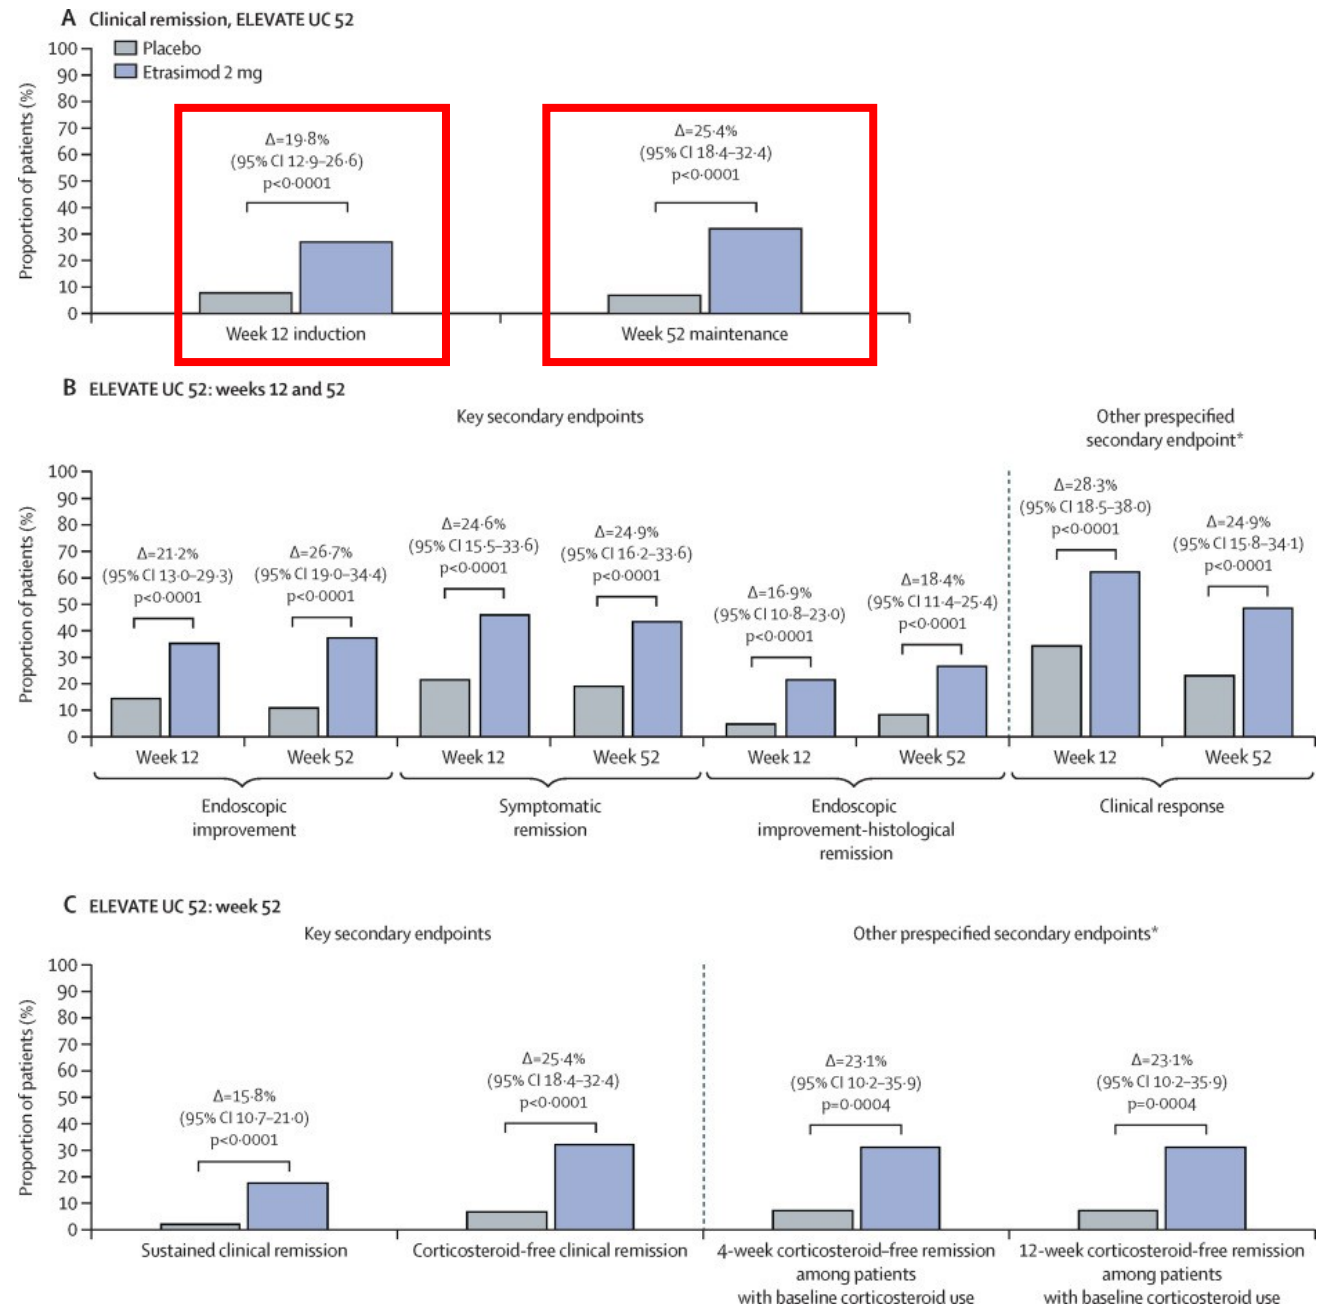 A Clinical remission, ELEVATE UC 52
Placebo
Etrasimod 2 mg
Proportion of patients (%)
100
90
80
70
60
50
40
30
20
10
0
Δ=19·8%
(95% CI 12·9–26·6)
p<0·0001
Δ=25·4%
(95% CI 18·4–32·4)
p<0·0001
Week 12 induction
Week 52 maintenance
B ELEVATE UC 52: weeks 12 and 52
Key secondary endpoints
Other prespecified
secondary endpoint*
Proportion of patients (%)
100
90
80
70
60
50
40
30
20
10
0
Δ=21·2%
(95% CI 13·0–29·3)
p<0·0001
Δ=26·7%
(95% CI 19·0–34·4)
p<0·0001
Δ=24·6%
(95% CI 15·5–33·6)
p<0·0001
Δ=24·9%
(95% CI 16·2–33·6)
p<0·0001
Δ=16·9%
(95% CI 10·8–23·0)
p<0·0001
Δ=18·4%
(95% CI 11·4–25·4)
p<0·0001
Δ=28·3%
(95% CI 18·5–38·0)
p<0·0001
Δ=24·9%
(95% CI 15·8–34·1)
p<0·0001
Week 12
Week 52
Week 12
Week 52
Week 12
Week 52
Week 12
Week 52
Endoscopic
improvement
Symptomatic
remission
Endoscopic
improvement-histological
remission
Clinical response
C ELEVATE UC 52: week 52
Key secondary endpoints
Other prespecified secondary endpoints*
Proportion of patients (%)
100
90
80
70
60
50
40
30
20
10
0
Δ=15·8%
(95% CI 10·7–21·0)
p<0·0001
Δ=25·4%
(95% CI 18·4–32·4)
p<0·0001
Δ=23·1%
(95% CI 10·2–35·9)
p=0·0004
Δ=23·1%
(95% CI 10·2–35·9)
p=0·0004
Sustained clinical remission
Corticosteroid-free clinical remission
4-week corticosteroid–free remission
among patients
with baseline corticosteroid use
12-week corticosteroid-free remission
among patients
with baseline corticosteroid use